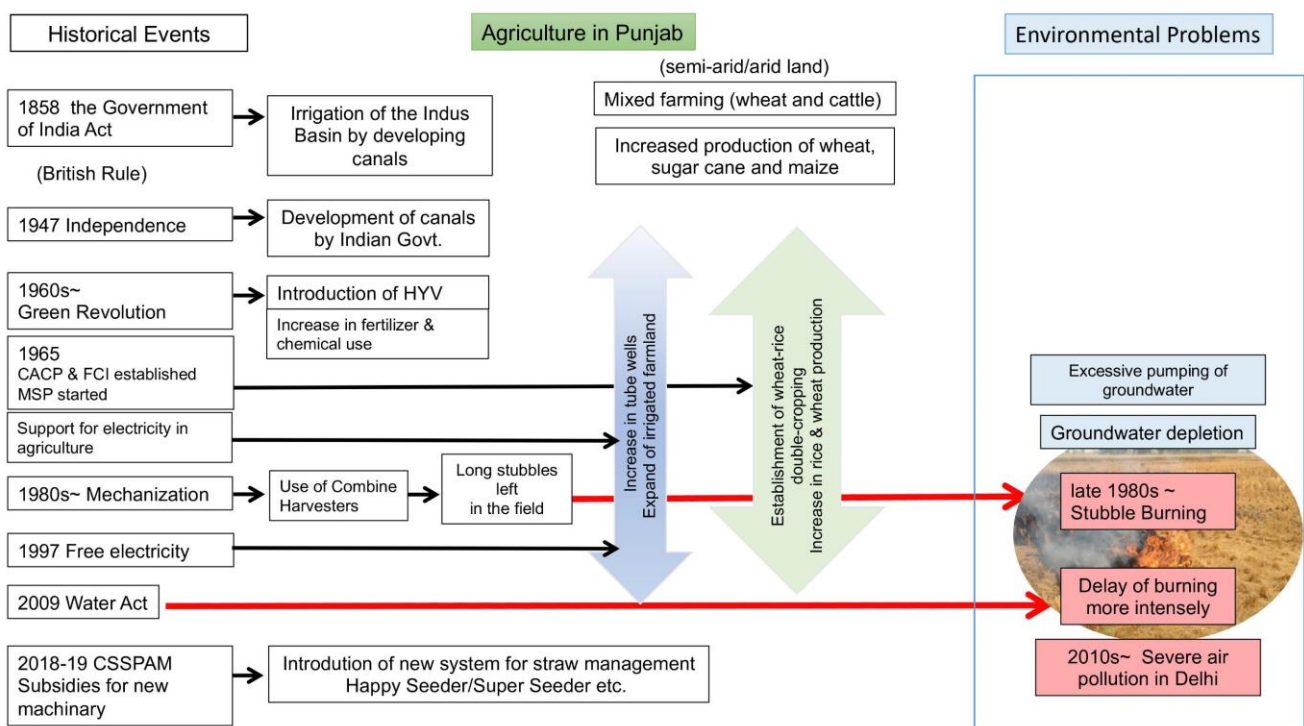 Historical Events
Agriculture in Punjab
Environmental Problems
(semi-arid/arid land)
Mixed farming (wheat and cattle)
Increased production of wheat,
sugar cane and maize
1858 the Government
of India Act
Irrigation of the Indus
Basin by developing
canals
(British Rule)
1947 Independence
Development of canals
by Indian Govt.
1960s~
Green Revolution
Introduction of HYV
Increase in fertilizer &
chemical use
1965
CACP & FCI established
MSP started
Support for electricity in
agriculture
1980s~ Mechanization
Use of Combine
Harvesters
Long stubbles
left
in the field
1997 Free electricity
2009 Water Act
2018-19 CSSPAM
Subsidies for new
machinary
Introdution of new system for straw management
Happy Seeder/Super Seeder etc.
Increase in tube wells
Expand of irrigated farmland
Establishment of wheat-rice
double-cropping
Increase in rice & wheat production
Excessive pumping of
groundwater
Groundwater depletion
late 1980s ~
Stubble Burning
Delay of burning
more intensely
2010s~ Severe air
pollution in Delhi